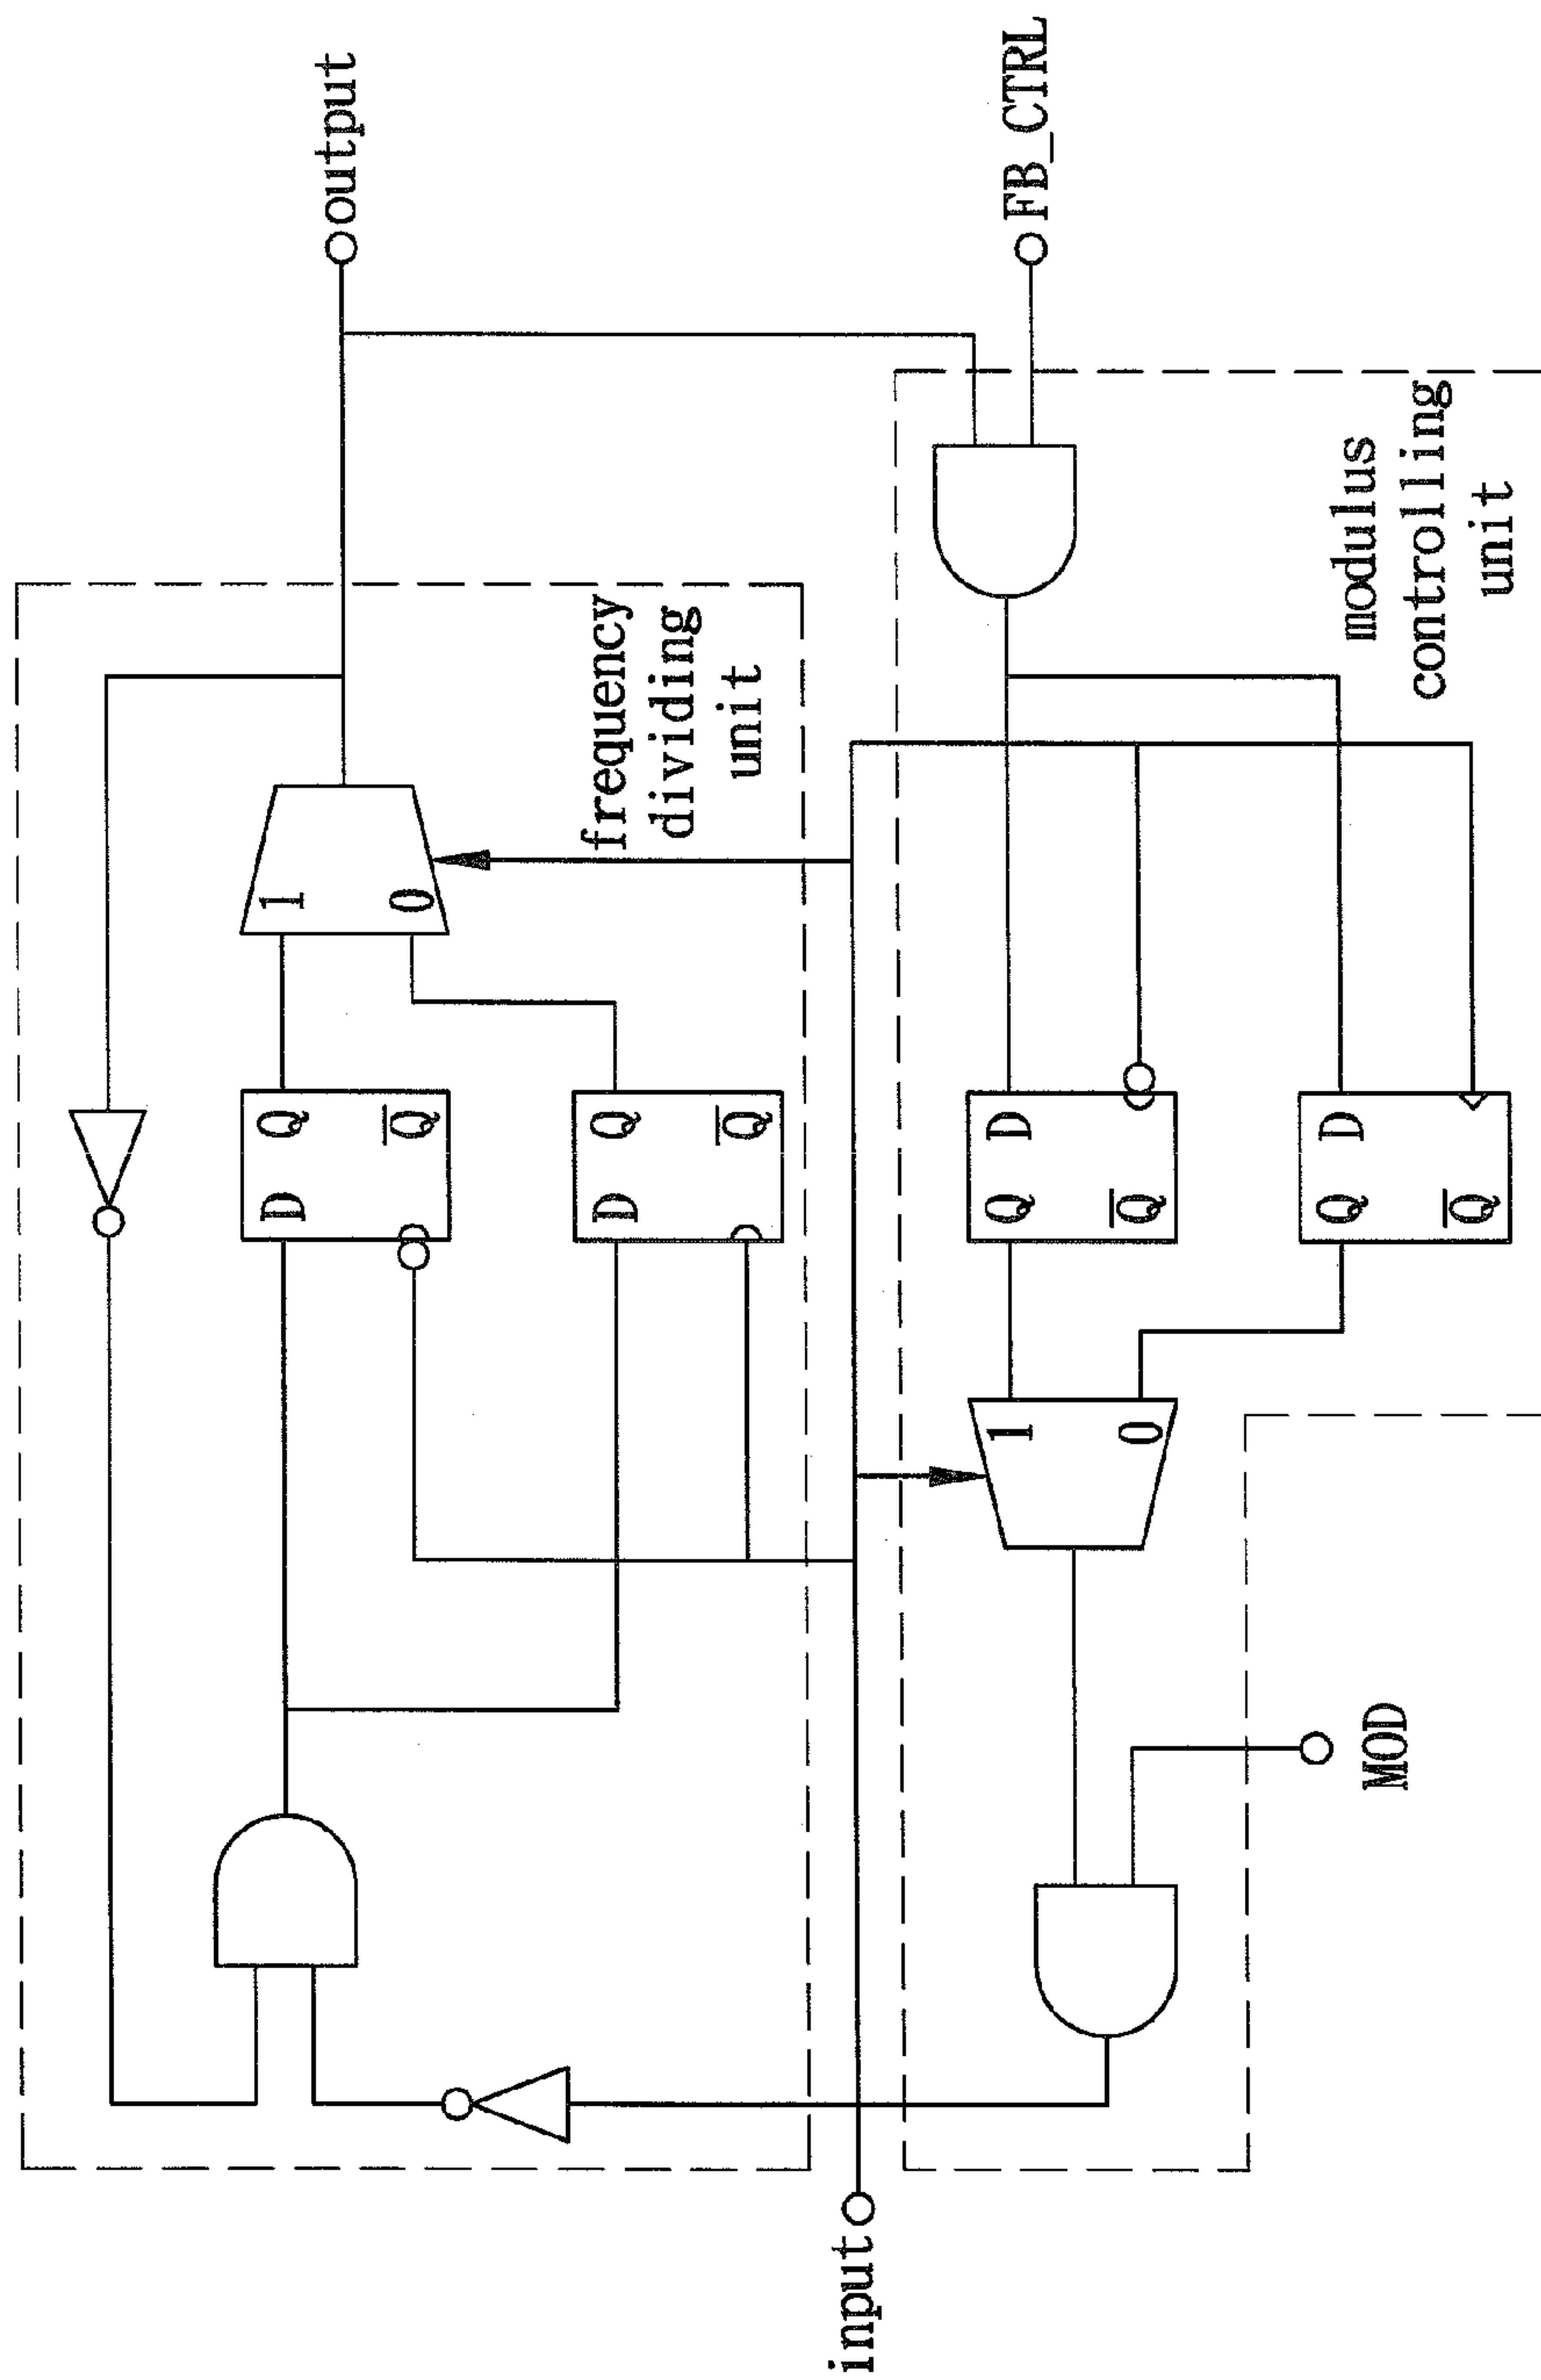 output
FB_CTRL
frequency
dividing
unit
1
0
D Q
Q
D Q
Q
modulus
controlling
unit
Q D
Q
Q D
Q
1
0
MOD
input